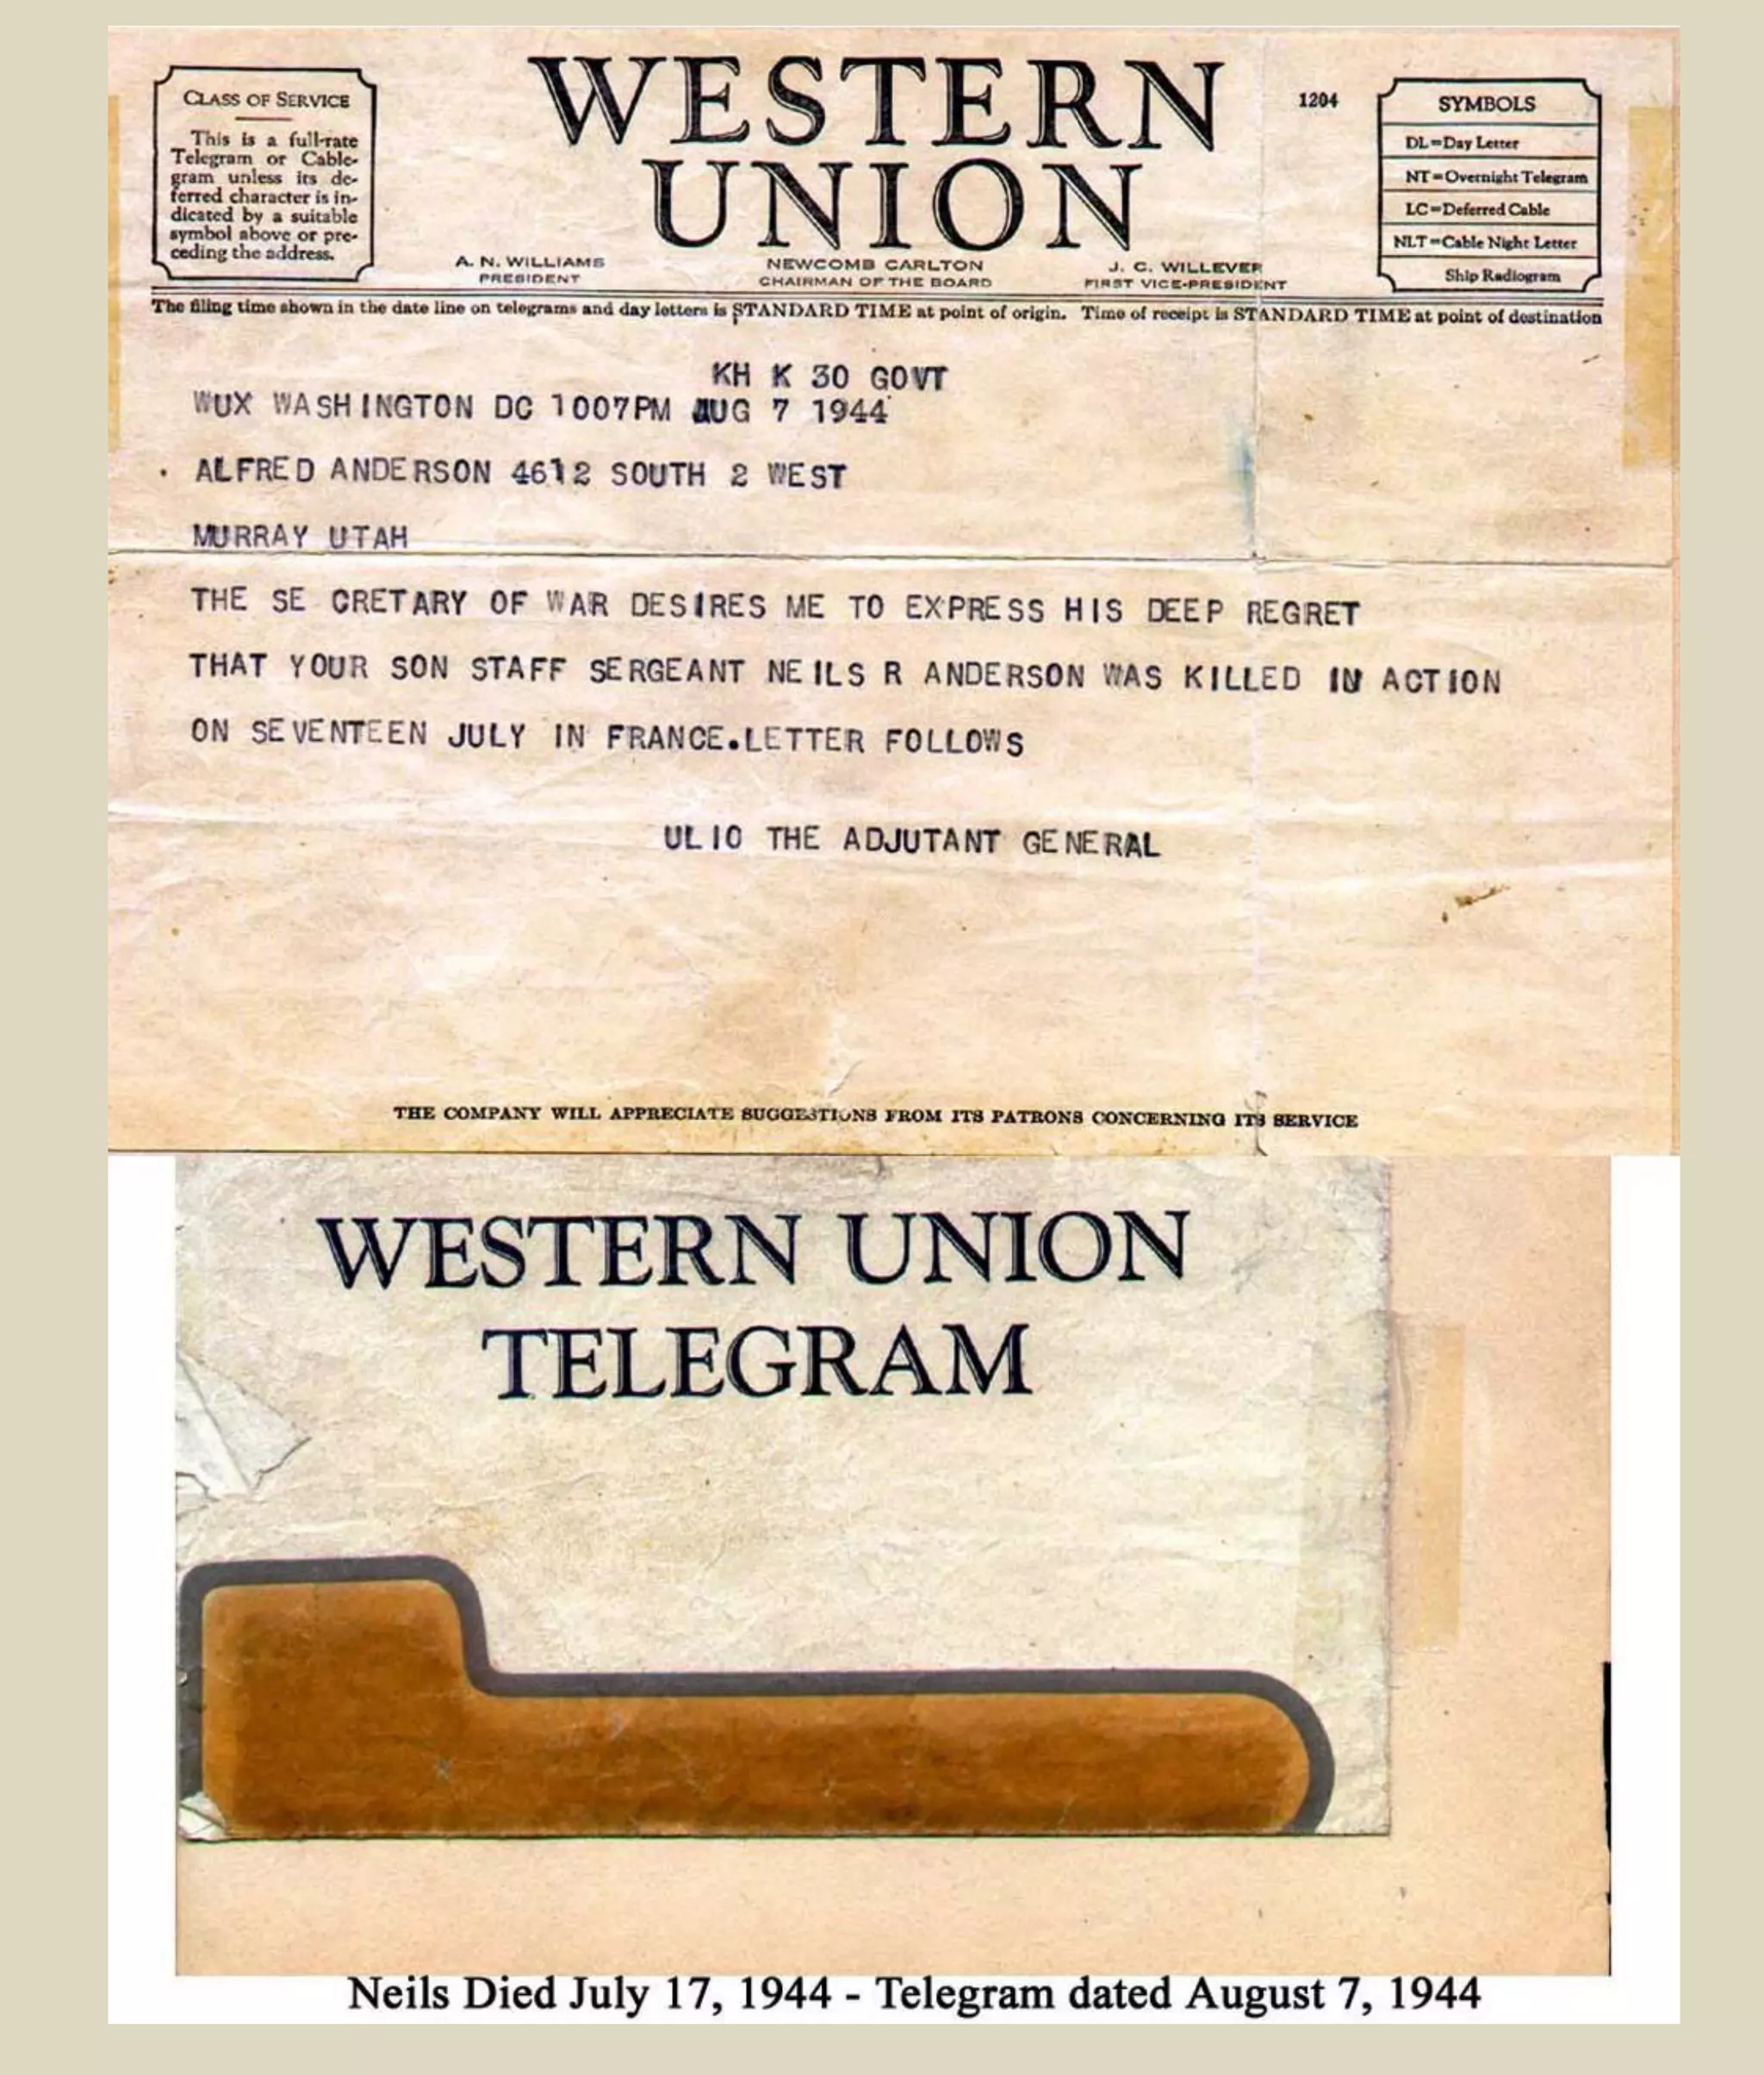 CLASS OF SERVICE
This is a full-rate
Telegram or Cable-
gram unless its de-
ferred character is in-
dicated by a suitable
symbol above or pre-
ceding the address.
WESTERN
UNION
1204
SYMBOLS
DL=Day Letter
NT=Overnight Telegram
LC=Deferred Cable
NLT=Cable Night Letter
Ship Radiogram
A. N. WILLIAMS
PRESIDENT
NEWCOMB CARLTON
CHAIRMAN OF THE BOARD
J. C. WILLEVER
FIRST VICE-PRESIDENT
The filing time shown in the date line on telegrams and day letters is STANDARD TIME at point of origin. Time of receipt is STANDARD TIME at point of destination
KH K 30 GOVT
WUX WASHINGTON DC 1007PM AUG 7 1944
ALFRED ANDERSON 4612 SOUTH 2 WEST
MURRAY UTAH
THE SE CRETARY OF WAR DESIRES ME TO EXPRESS HIS DEEP REGRET
THAT YOUR SON STAFF SERGEANT NEILS R ANDERSON WAS KILLED IN ACTION
ON SEVENTEEN JULY IN FRANCE.LETTER FOLLOWS
ULIO THE ADJUTANT GENERAL
THE COMPANY WILL APPRECIATE SUGGESTIONS FROM ITS PATRONS CONCERNING ITS SERVICE
WESTERN UNION
TELEGRAM
Neils Died July 17, 1944 - Telegram dated August 7, 1944